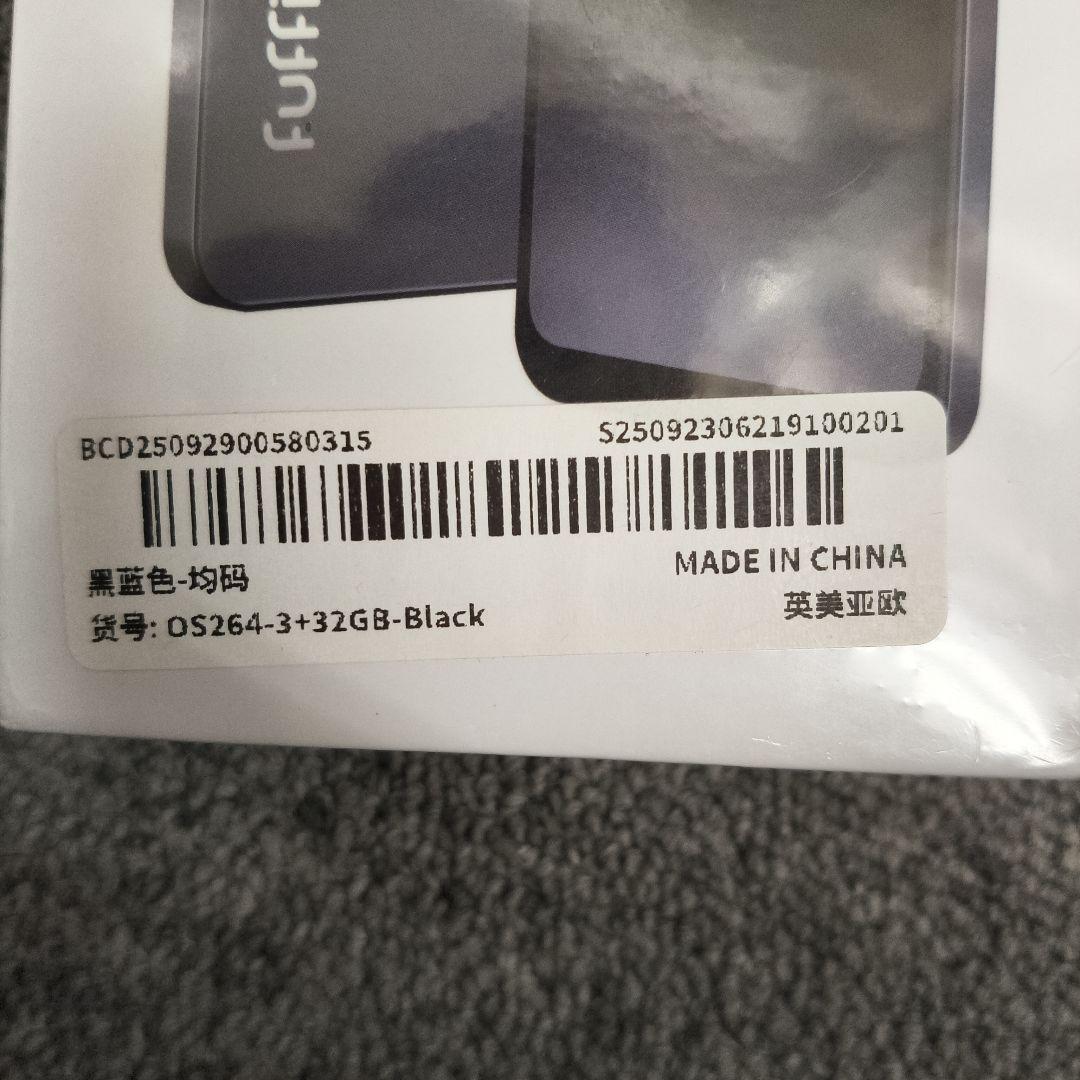 Fuffi
BCD25092900580315
S25092306219100201
黑蓝色-均码
MADE IN CHINA
货号: OS264-3+32GB-Black
英美亚欧